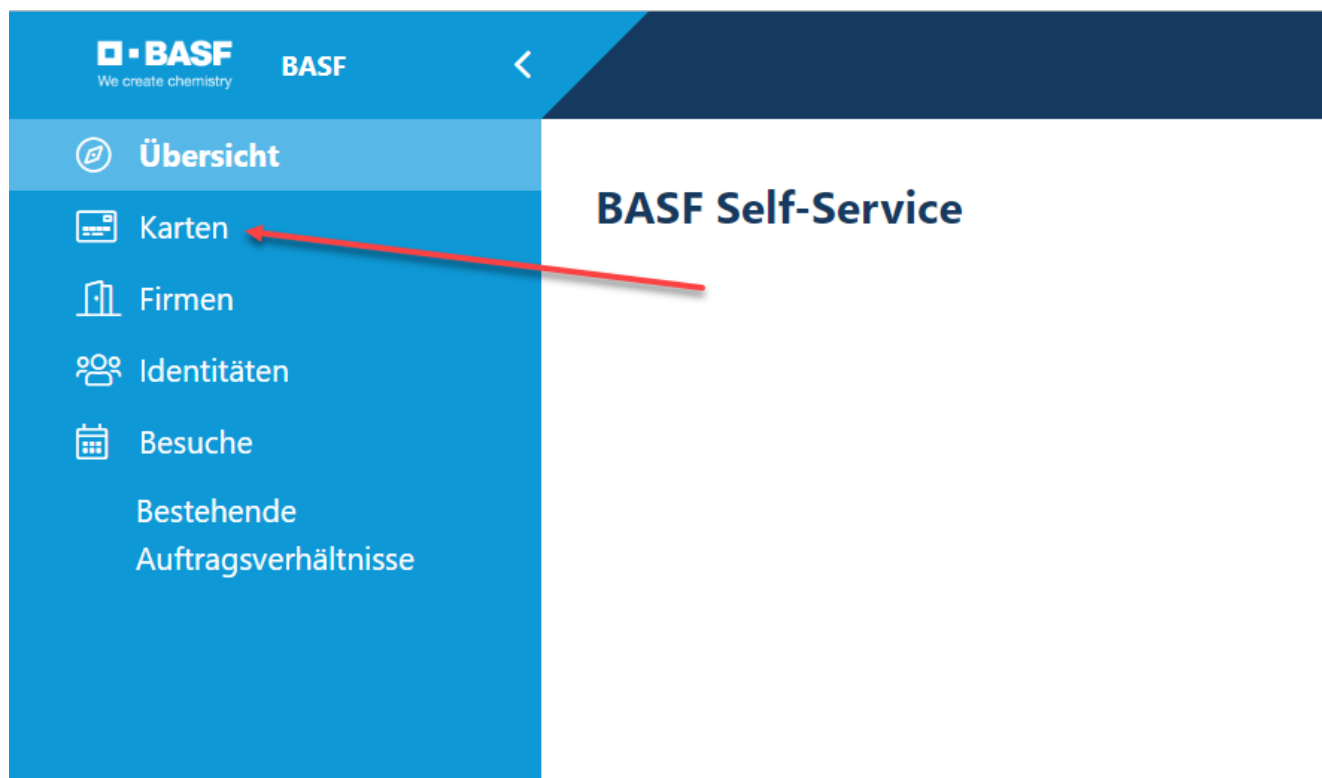 BASF
We create chemistry
BASF
Übersicht
Karten
Firmen
Identitäten
Besuche
Bestehende
Auftragsverhältnisse
BASF Self-Service